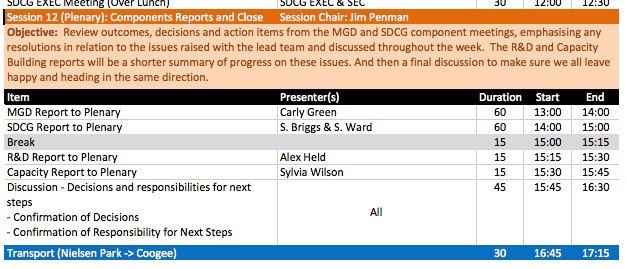 SDCG EXEC Meeting (Over Lunch) SDCG EXEC & SEC 30 12:00 12:30
Session 12 (Plenary): Components Reports and Close Session Chair: Jim Penman
Objective: Review outcomes, decisions and action items from the MGD and SDCG component meetings, emphasising any
resolutions in relation to the issues raised with the lead team and discussed throughout the week. The R&D and Capacity
Building reports will be a shorter summary of progress on these issues. And then a final discussion to make sure we all leave
happy and heading in the same direction.
Item Presenter(s) Duration Start End
MGD Report to Plenary Carly Green 60 13:00 14:00
SDCG Report to Plenary S. Briggs & S. Ward 60 14:00 15:00
Break 15 15:00 15:15
R&D Report to Plenary Alex Held 15 15:15 15:30
Capacity Report to Plenary Sylvia Wilson 15 15:30 15:45
Discussion - Decisions and responsibilities for next 45 15:45 16:30
steps
- Confirmation of Decisions All
- Confirmation of Responsibility for Next Steps
Transport (Nielsen Park -> Coogee) 30 16:45 17:15